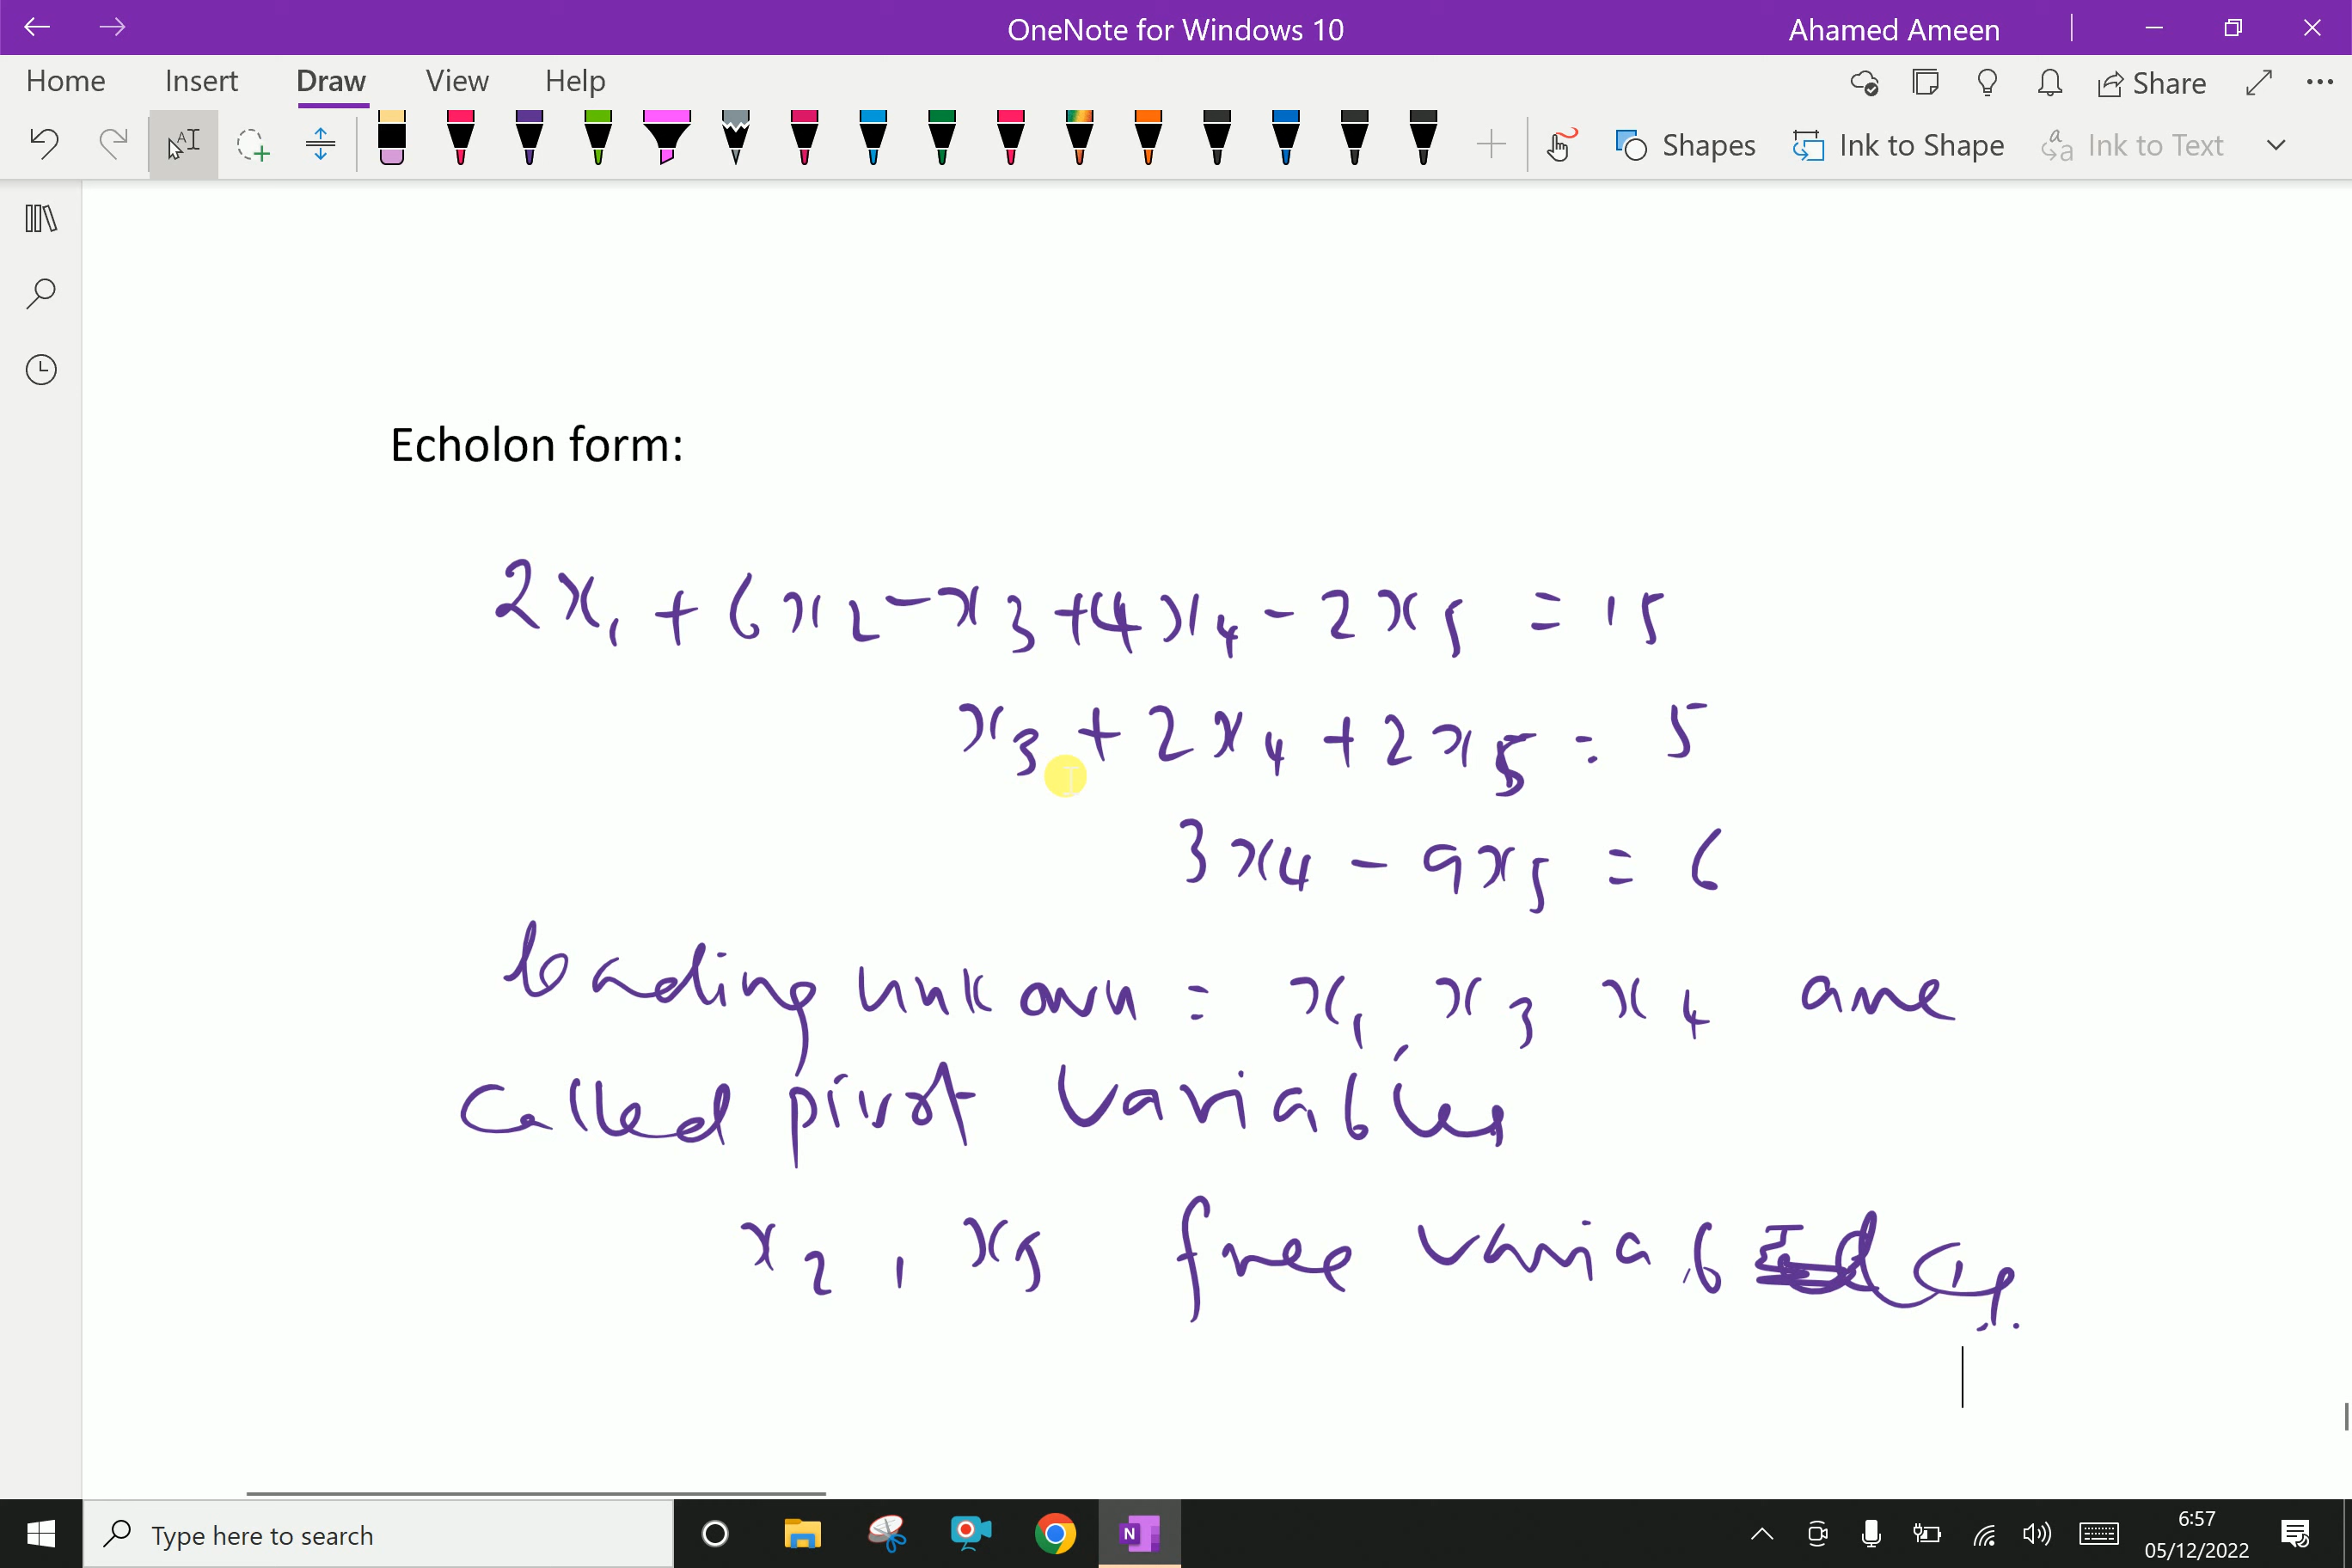 OneNote for Windows 10
Ahamed Ameen
Home Insert Draw View Help
Share
Shapes Ink to Shape Ink to Text
Echolon form:
2x₁ + 6x₂ - x₃ + 4x₄ - 2x₅ = 15
x₃ + 2x₄ + 2x₅ = 5
3x₄ - 9x₅ = 6
leading unkown = x₁, x₃ x₄ are
called pivot variables
x₂, x₅ free variab
Type here to search
N
6:57
05/12/2022